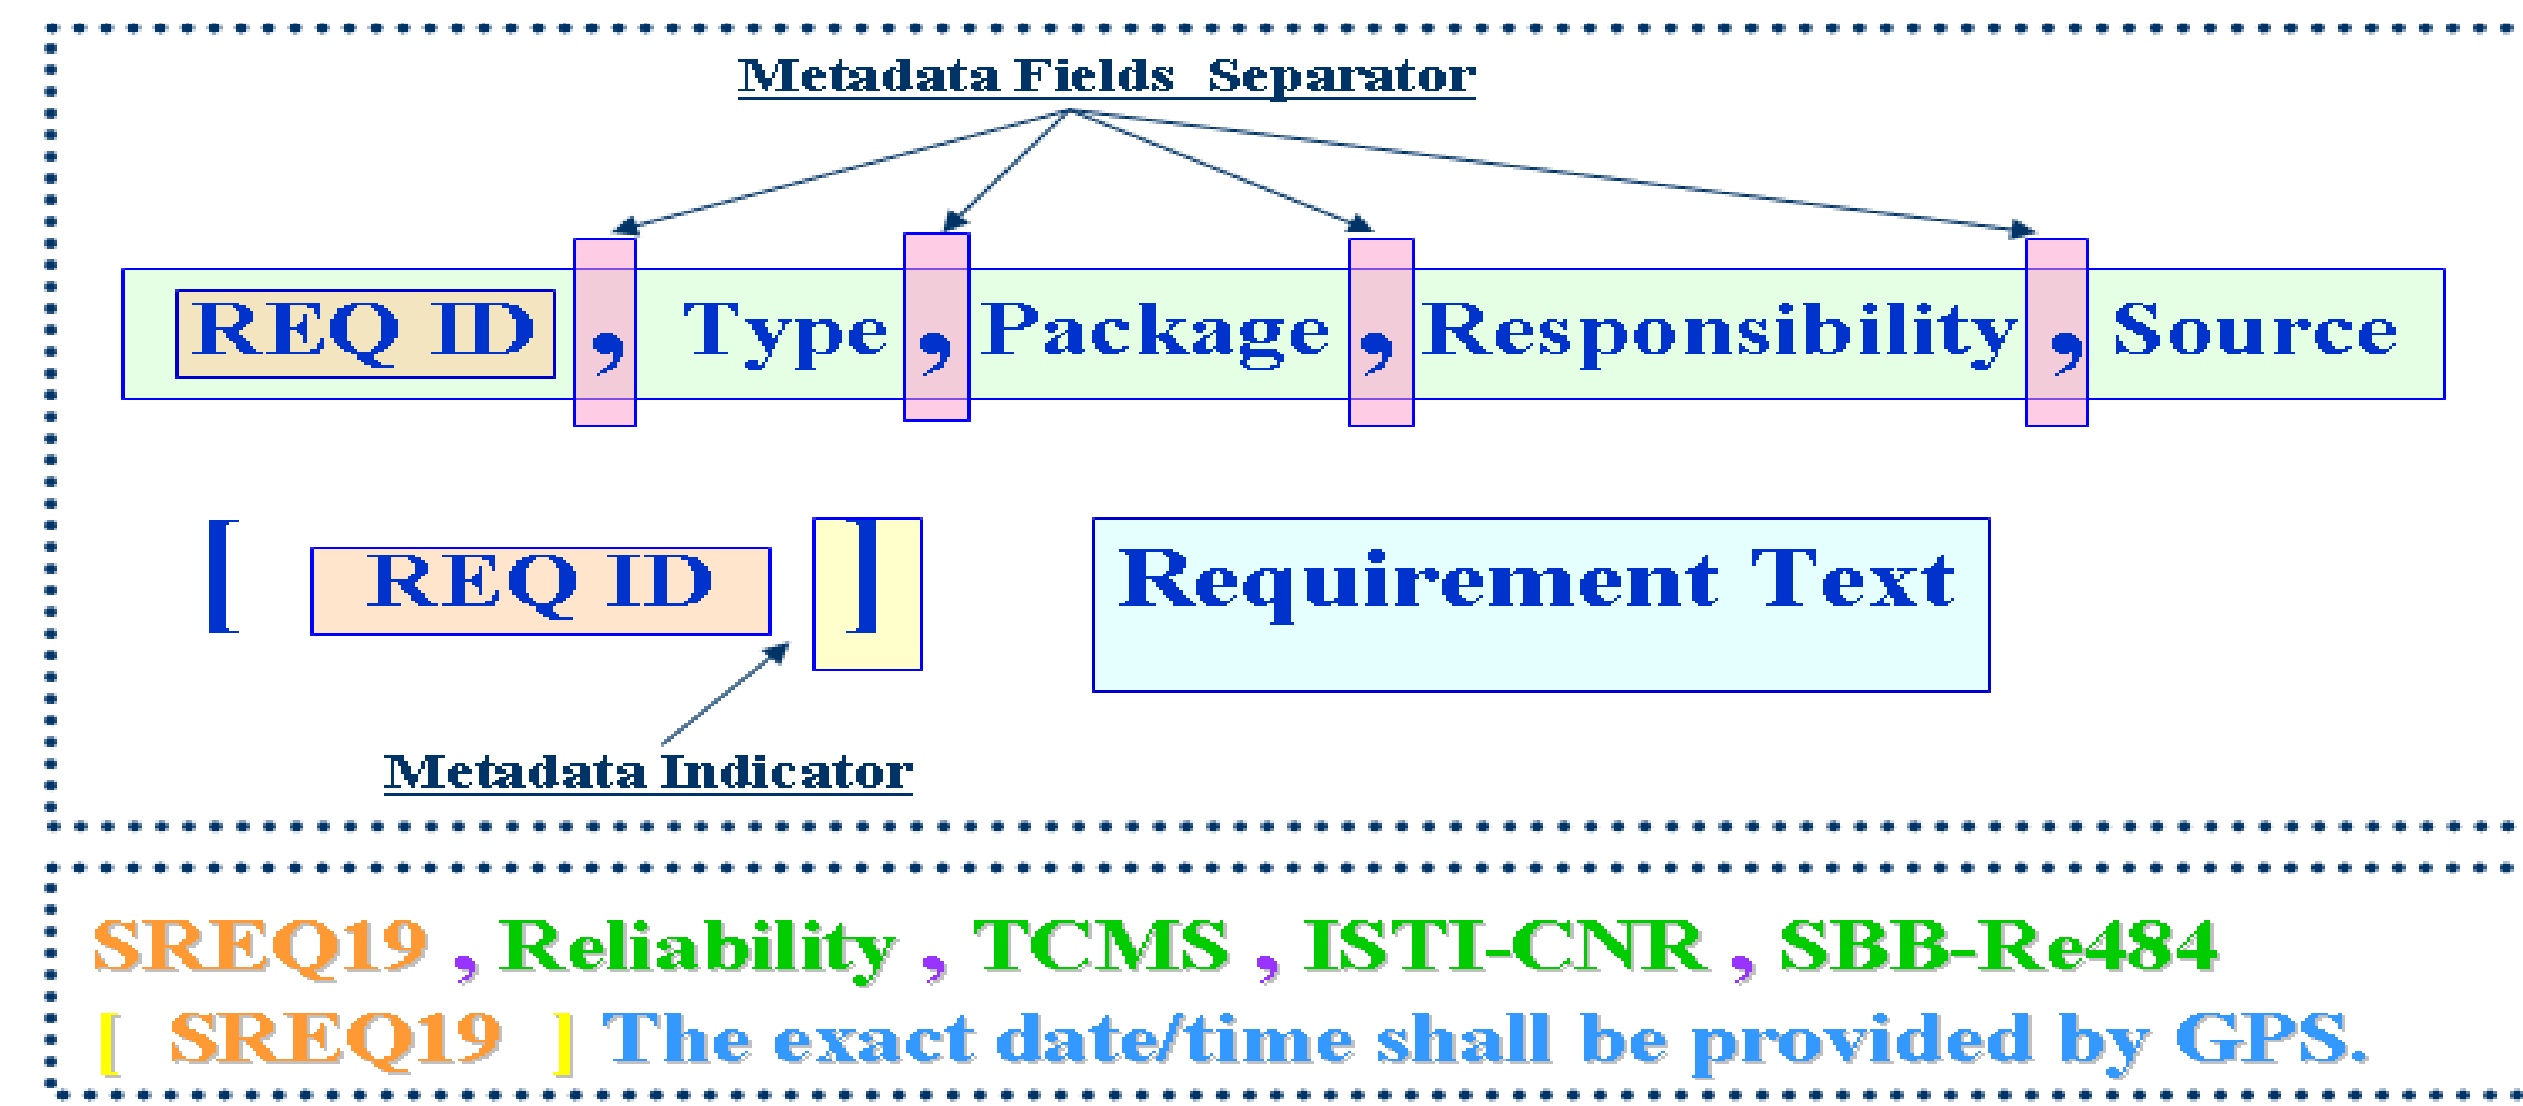 Metadata Fields Separator
REQ ID , Type , Package , Responsibility , Source
[ REQ ID ] Requirement Text
Metadata Indicator
SREQ19 , Reliability , TCMS , ISTI-CNR , SBB-Re484
[ SREQ19 ] The exact date/time shall be provided by GPS.